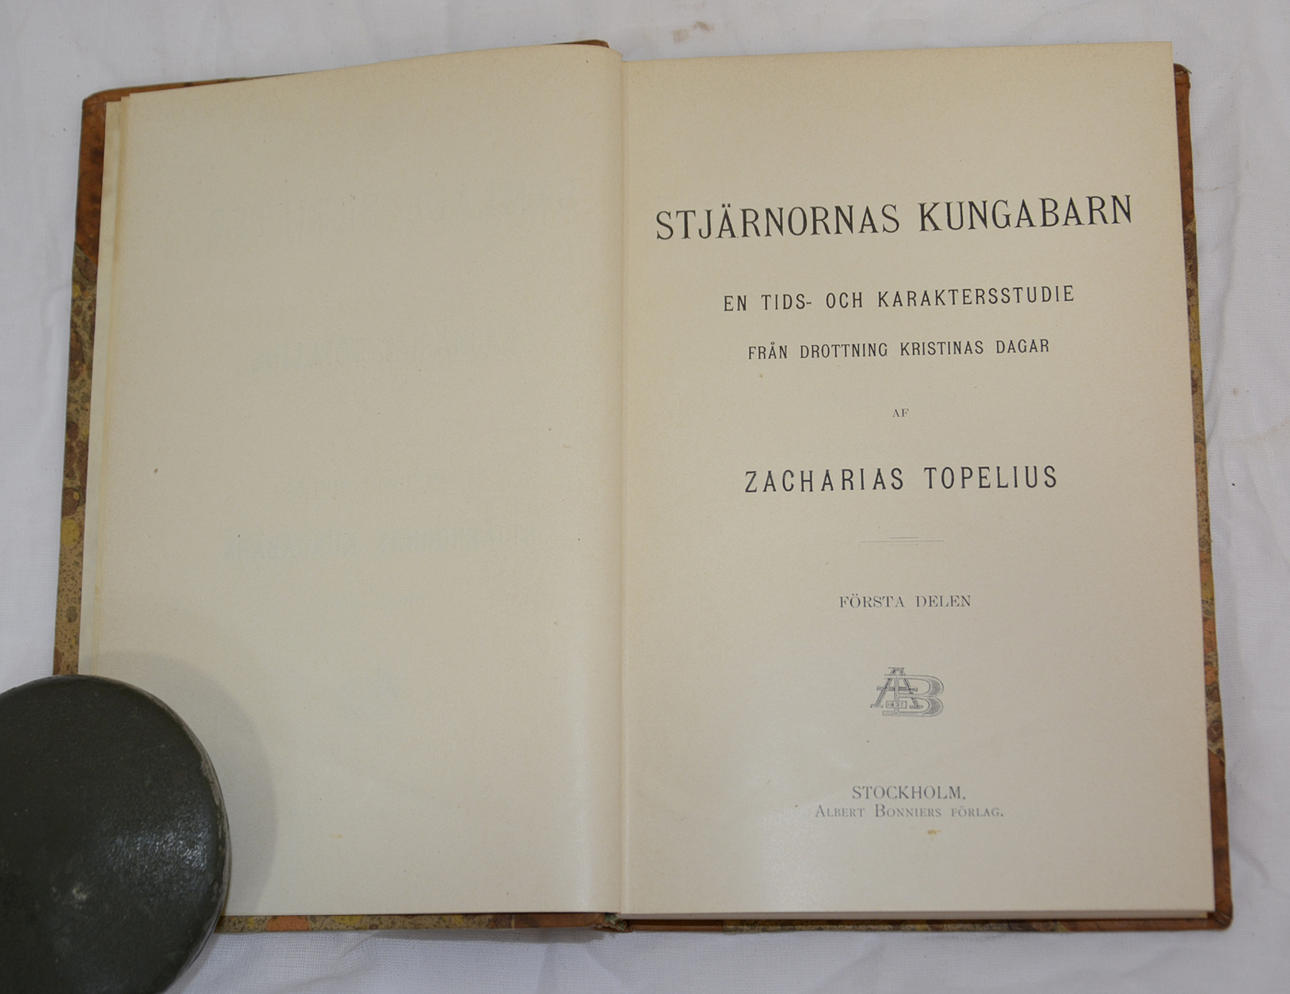 STJÄRNORNAS KUNGABARN
EN TIDS- OCH KARAKTERSSTUDIE
FRÅN DROTTNING KRISTINAS DAGAR
AF
ZACHARIAS TOPELIUS
FÖRSTA DELEN
AB
STOCKHOLM.
ALBERT BONNIERS FÖRLAG.